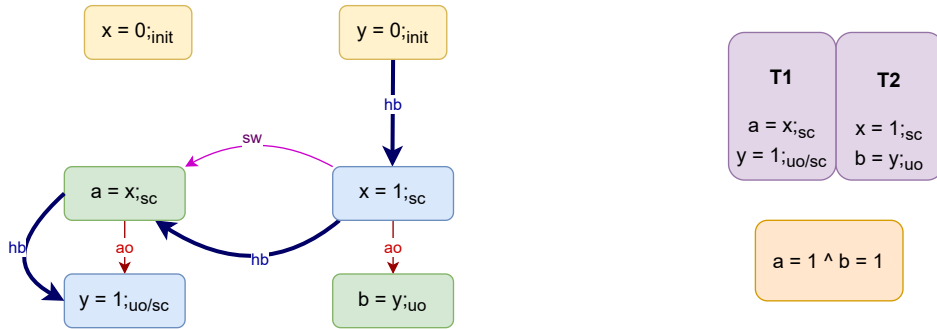 x = 0;init
y = 0;init
hb
sw
a = x;sc
x = 1;sc
hb
ao
hb
ao
y = 1;uo/sc
b = y;uo
T1
a = x;sc
y = 1;uo/sc
T2
x = 1;sc
b = y;uo
a = 1 ^ b = 1